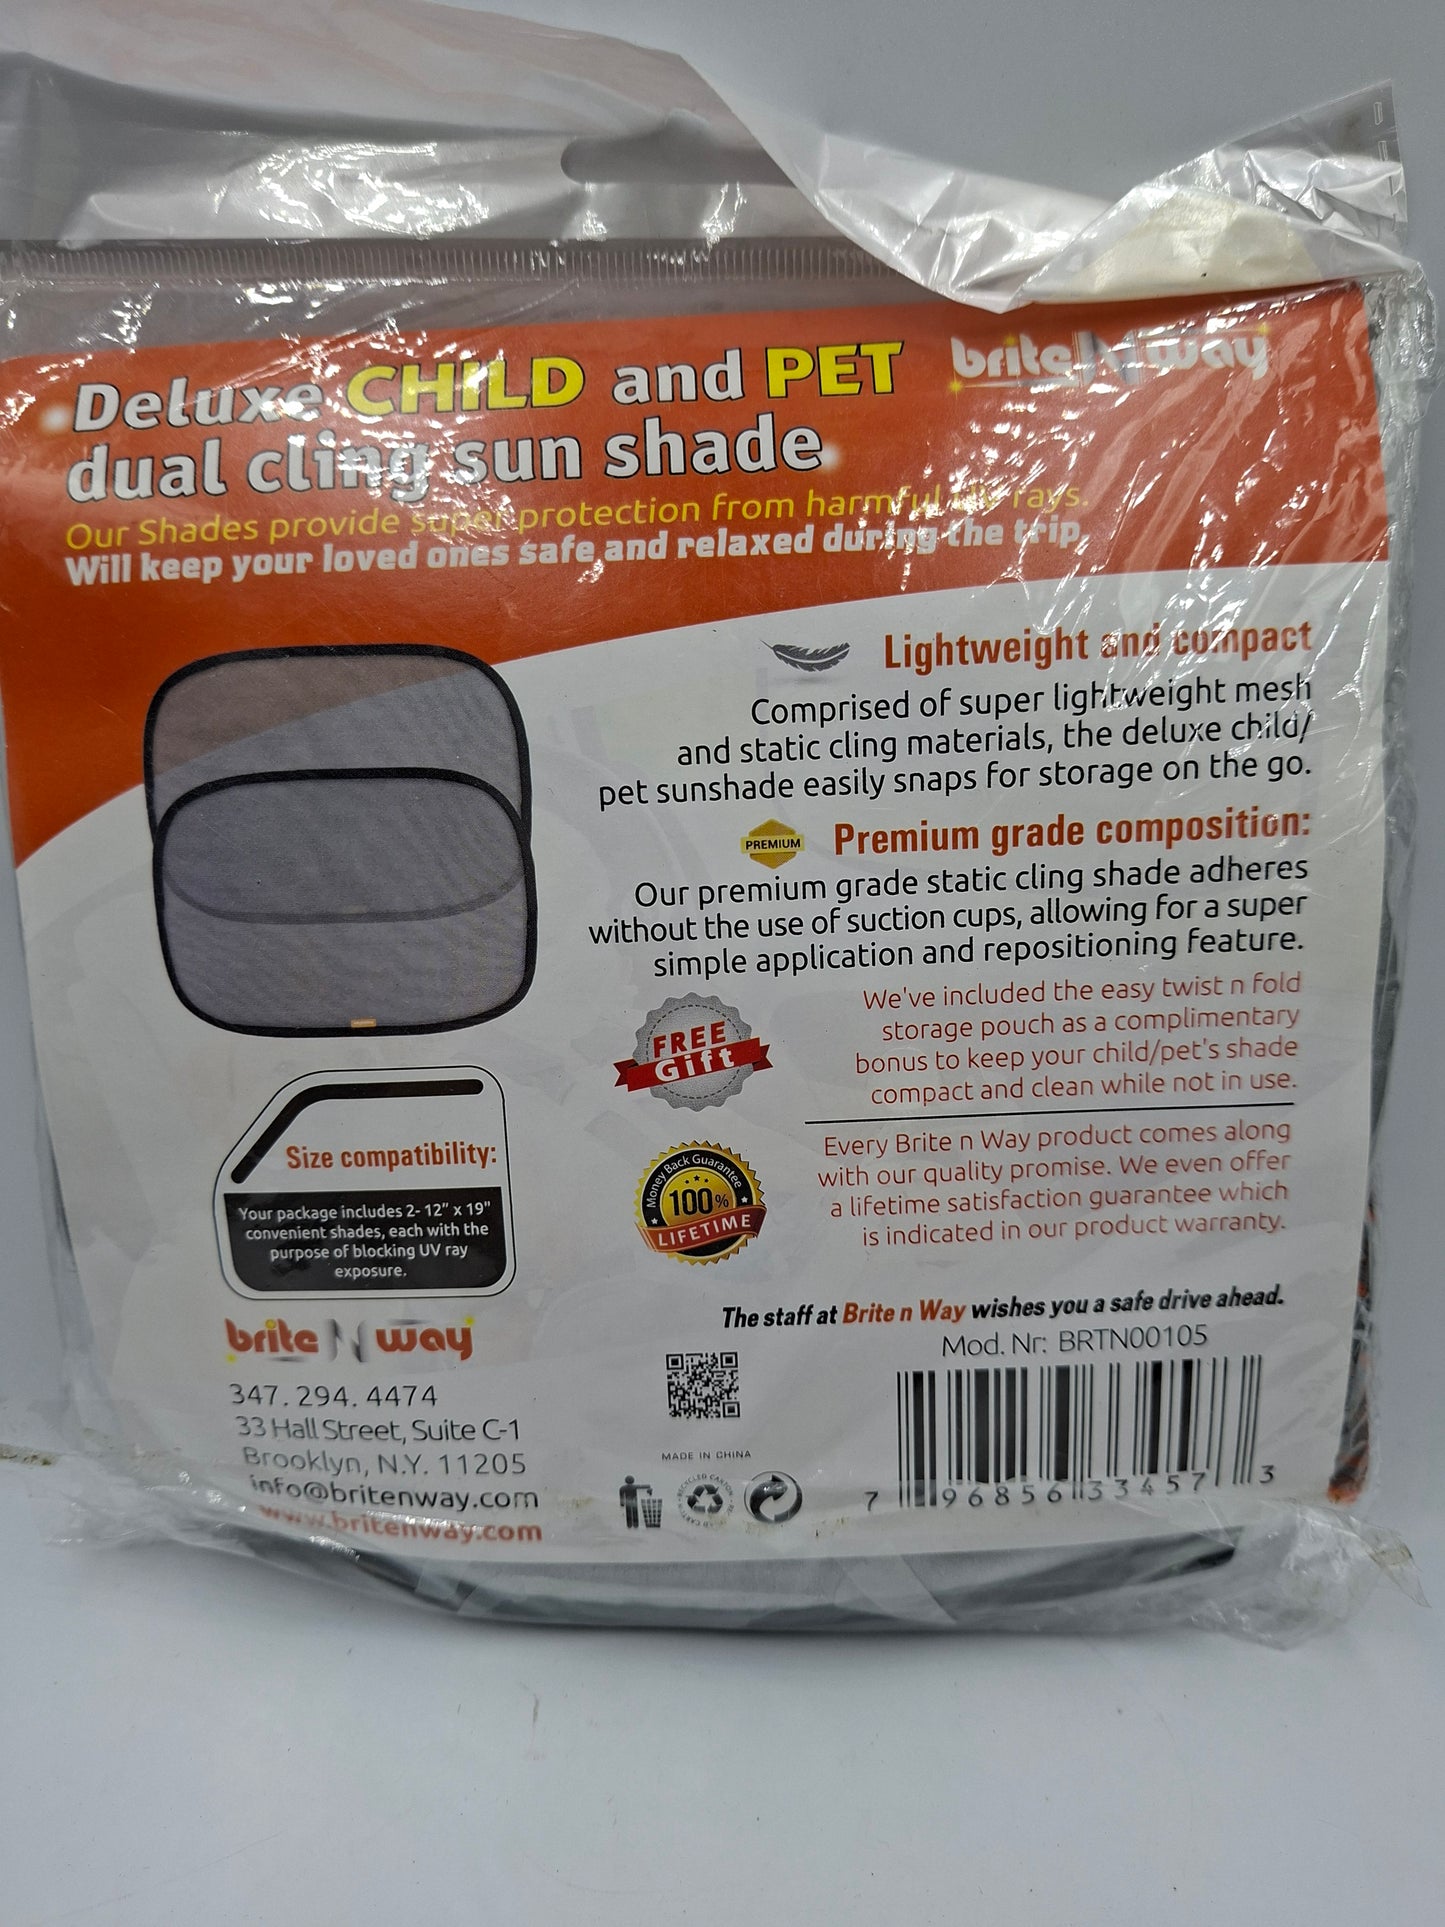 Deluxe CHILD and PET
dual cling sun shade
brite N way
Our Shades provide super protection from harmful UV rays.
Will keep your loved ones safe and relaxed during the trip.
Lightweight and compact
Comprised of super lightweight mesh
and static cling materials, the deluxe child/
pet sunshade easily snaps for storage on the go.
PREMIUM
Premium grade composition:
Our premium grade static cling shade adheres
without the use of suction cups, allowing for a super
simple application and repositioning feature.
FREE
Gift
We've included the easy twist n fold
storage pouch as a complimentary
bonus to keep your child/pet's shade
compact and clean while not in use.
Money Back Guarantee
100%
LIFETIME
Every Brite n Way product comes along
with our quality promise. We even offer
a lifetime satisfaction guarantee which
is indicated in our product warranty.
Size compatibility:
Your package includes 2- 12" x 19"
convenient shades, each with the
purpose of blocking UV ray
exposure.
The staff at Brite n Way wishes you a safe drive ahead.
Mod. Nr: BRTN00105
brite N way
347.294.4474
33 Hall Street, Suite C-1
Brooklyn, N.Y. 11205
info@britenway.com
www.britenway.com
MADE IN CHINA
7 96856 33457 3